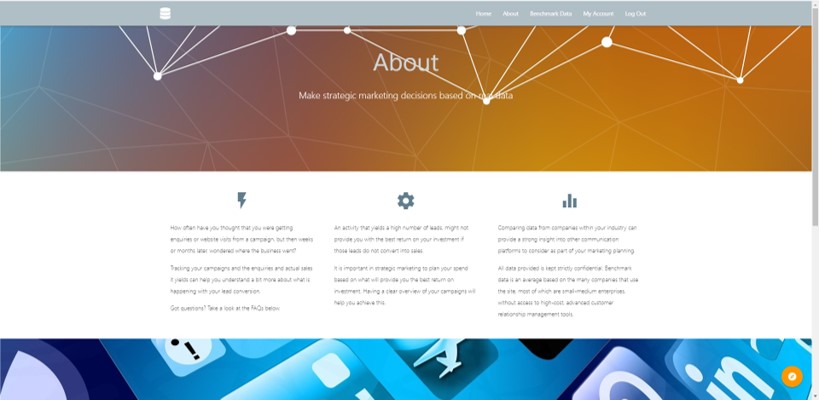 Home About Benchmark Data My Account Log Out
About
Make strategic marketing decisions based on real data
How often have you thought that you were getting
enquiries or website visits from a campaign, but then weeks
or months later, wondered where the business went?
Tracking your campaigns and the enquiries and actual sales
it yields can help you understand a bit more about what is
happening with your lead conversion.
Got questions? Take a look at the FAQs below.
An activity that yields a high number of leads, might not
provide you with the best return on your investment if
those leads do not convert into sales.
It is important in strategic marketing to plan your spend
based on what will provide you the best return on
investment. Having a clear overview of your campaigns will
help you achieve this.
Comparing data from companies within your industry can
provide a strong insight into other communication
platforms to consider as part of your marketing planning.
All data provided is kept strictly confidential. Benchmark
data is an average based on the many companies that use
the site, most of which are small-medium enterprises,
without access to high-cost, advanced customer
relationship management tools.
in